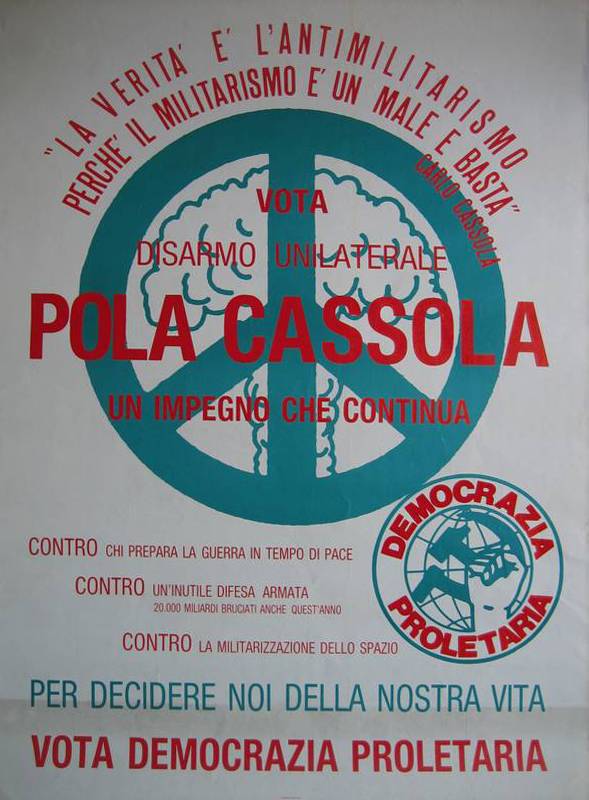 "LA VERITA' E' L'ANTIMILITARISMO
PERCHE' IL MILITARISMO E' UN MALE E BASTA"
CARLO CASSOLA
VOTA
DISARMO UNILATERALE
POLA CASSOLA
UN IMPEGNO CHE CONTINUA
CONTRO CHI PREPARA LA GUERRA IN TEMPO DI PACE
CONTRO UN'INUTILE DIFESA ARMATA
20.000 MILIARDI BRUCIATI ANCHE QUEST'ANNO
CONTRO LA MILITARIZZAZIONE DELLO SPAZIO
DEMOCRAZIA
PROLETARIA
PER DECIDERE NOI DELLA NOSTRA VITA
VOTA DEMOCRAZIA PROLETARIA